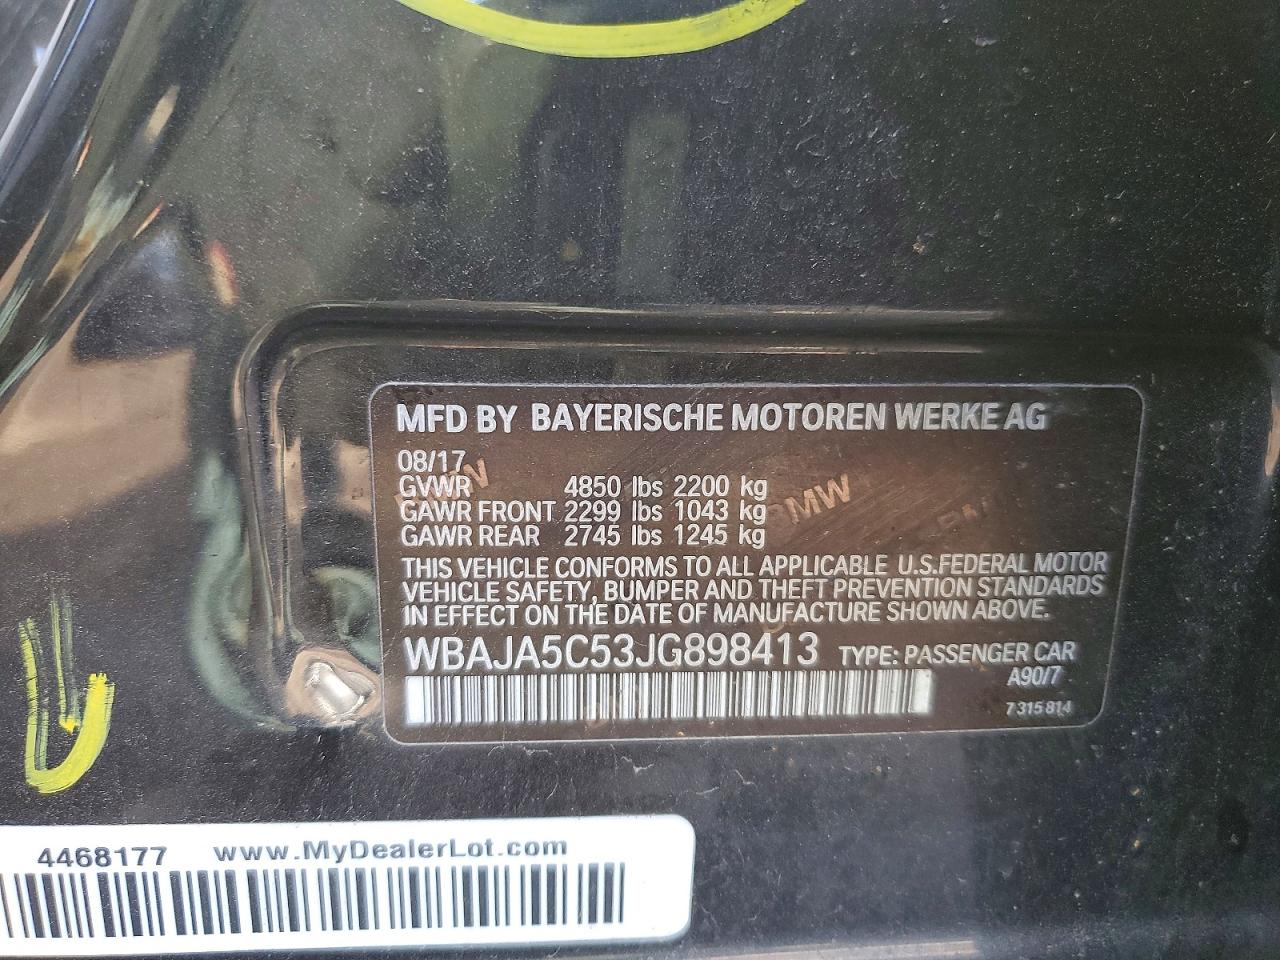 MFD BY BAYERISCHE MOTOREN WERKE AG
08/17
GVWR 4850 lbs 2200 kg
GAWR FRONT 2299 lbs 1043 kg
GAWR REAR 2745 lbs 1245 kg
THIS VEHICLE CONFORMS TO ALL APPLICABLE U.S.FEDERAL MOTOR
VEHICLE SAFETY, BUMPER AND THEFT PREVENTION STANDARDS
IN EFFECT ON THE DATE OF MANUFACTURE SHOWN ABOVE.
WBAJA5C53JG898413 TYPE: PASSENGER CAR
A90/7
7 315 814
BMW
4468177 www.MyDealerLot.com